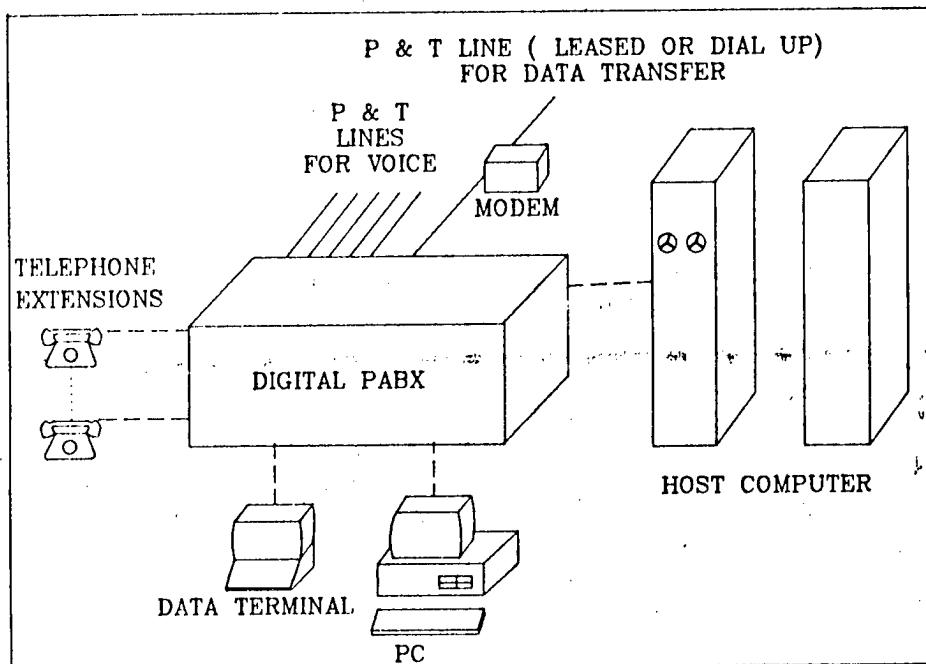 P & T LINE ( LEASED OR DIAL UP)
FOR DATA TRANSFER
P & T
LINES
FOR VOICE
MODEM
TELEPHONE
EXTENSIONS
DIGITAL PABX
HOST COMPUTER
DATA TERMINAL
PC